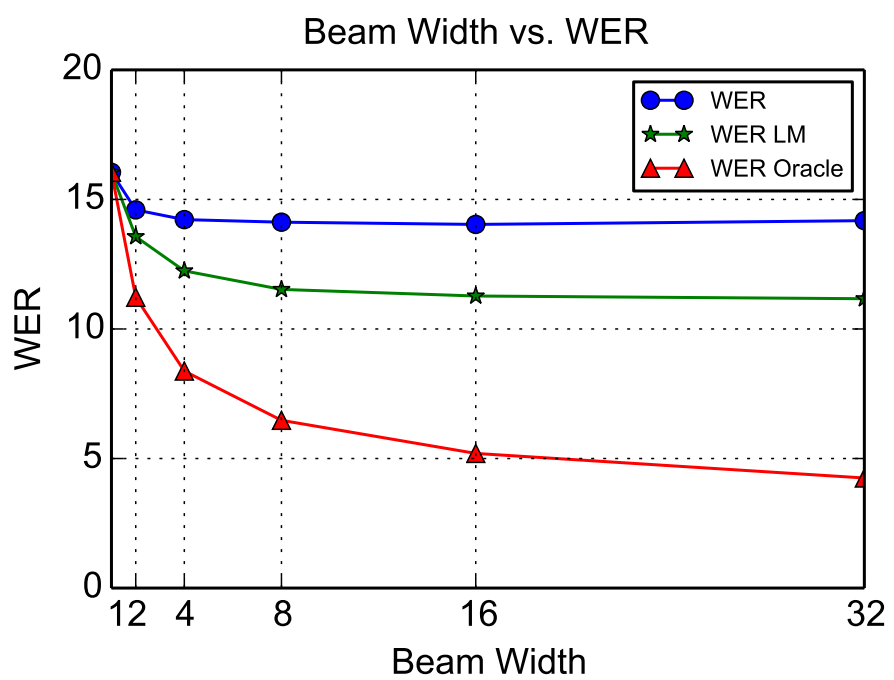 Beam Width vs. WER
WER
WER LM
WER Oracle
20
15
10
5
0
WER
1 2 4 8 16 32
Beam Width